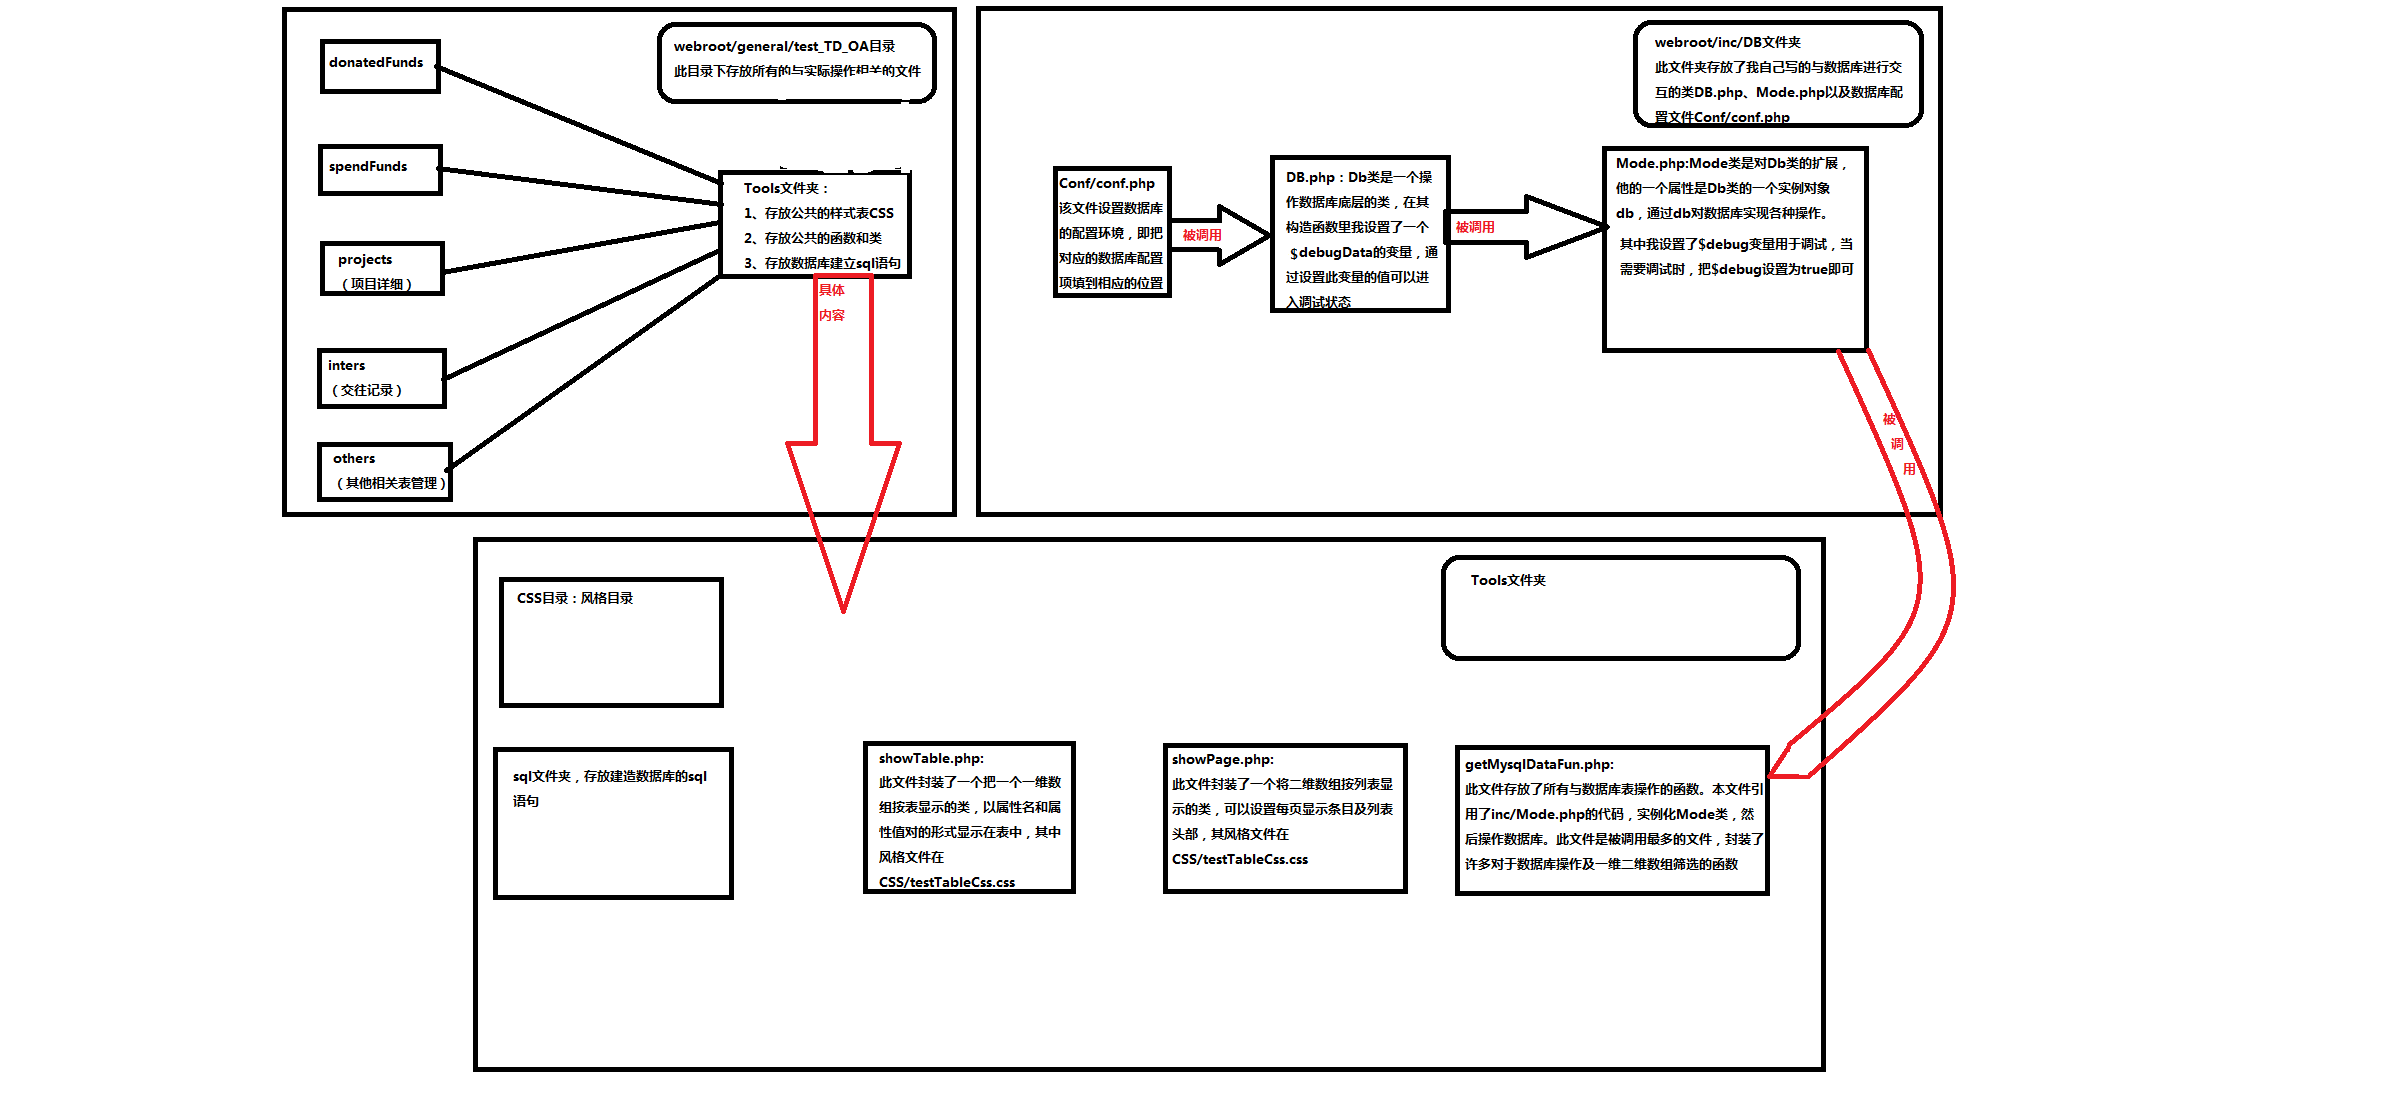 webroot/general/test_TD_OA目录
此目录下存放所有的与实际操作相关的文件
donatedFunds
spendFunds
projects
（项目详细）
inters
（交往记录）
others
（其他相关表管理）
Tools文件夹：
1、存放公共的样式表CSS
2、存放公共的函数和类
3、存放数据库建立sql语句
具体
内容
webroot/inc/DB文件夹
此文件夹存放了我自己写的与数据库进行交
互的类DB.php、Mode.php以及数据库配
置文件Conf/conf.php
Conf/conf.php
该文件设置数据库
的配置环境，即把
对应的数据库配置
项填到相应的位置
被调用
DB.php：Db类是一个操
作数据库底层的类，在其
构造函数里我设置了一个
$debugData的变量，通
过设置此变量的值可以进
入调试状态
被调用
Mode.php:Mode类是对Db类的扩展，
他的一个属性是Db类的一个实例对象
db，通过db对数据库实现各种操作。
其中我设置了$debug变量用于调试，当
需要调试时，把$debug设置为true即可
被
调
用
Tools文件夹
CSS目录：风格目录
sql文件夹，存放建造数据库的sql
语句
showTable.php:
此文件封装了一个把一个一维数
组按表显示的类，以属性名和属
性值对的形式显示在表中，其中
风格文件在
CSS/testTableCss.css
showPage.php:
此文件封装了一个将二维数组按列表显
示的类，可以设置每页显示条目及列表
头部，其风格文件在
CSS/testTableCss.css
getMysqlDataFun.php:
此文件存放了所有与数据库表操作的函数。本文件引
用了inc/Mode.php的代码，实例化Mode类，然
后操作数据库。此文件是被调用最多的文件，封装了
许多对于数据库操作及一维二维数组筛选的函数